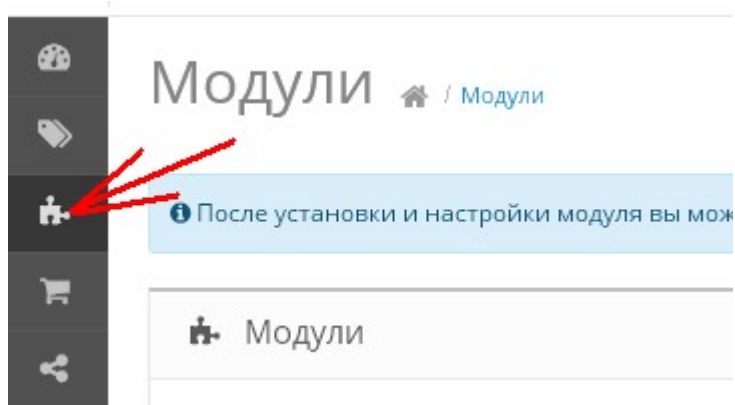 Модули / Модули
После установки и настройки модуля вы мож
Модули